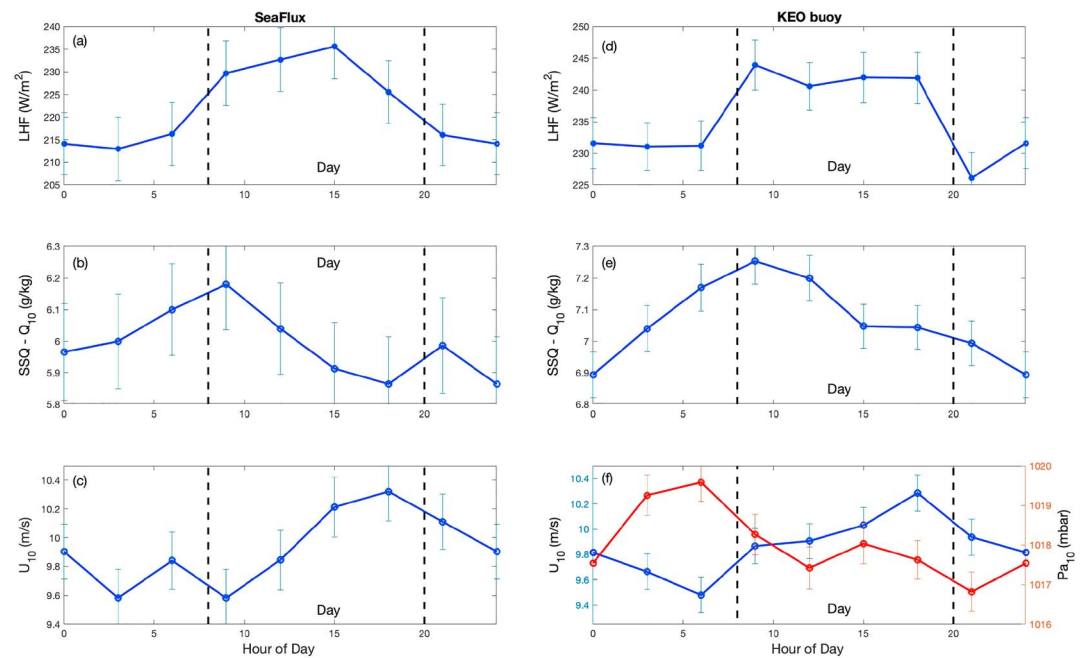 SeaFlux
KEO buoy
(a)
LHF (W/m²)
240
235
230
225
220
215
210
205
Day
0 5 10 15 20
(d)
LHF (W/m²)
250
245
240
235
230
225
Day
0 5 10 15 20
(b)
Day
SSQ - Q10 (g/kg)
6.3
6.2
6.1
6
5.9
5.8
0 5 10 15 20
(e)
SSQ - Q10 (g/kg)
7.3
7.2
7.1
7
6.9
6.8
Day
0 5 10 15 20
(c)
U10 (m/s)
10.4
10.2
10
9.8
9.6
9.4
Day
0 5 10 15 20
Hour of Day
(f)
U10 (m/s)
10.4
10.2
10
9.8
9.6
9.4
Day
1020
1019
1018
1017
1016
Pa10 (mbar)
0 5 10 15 20
Hour of Day